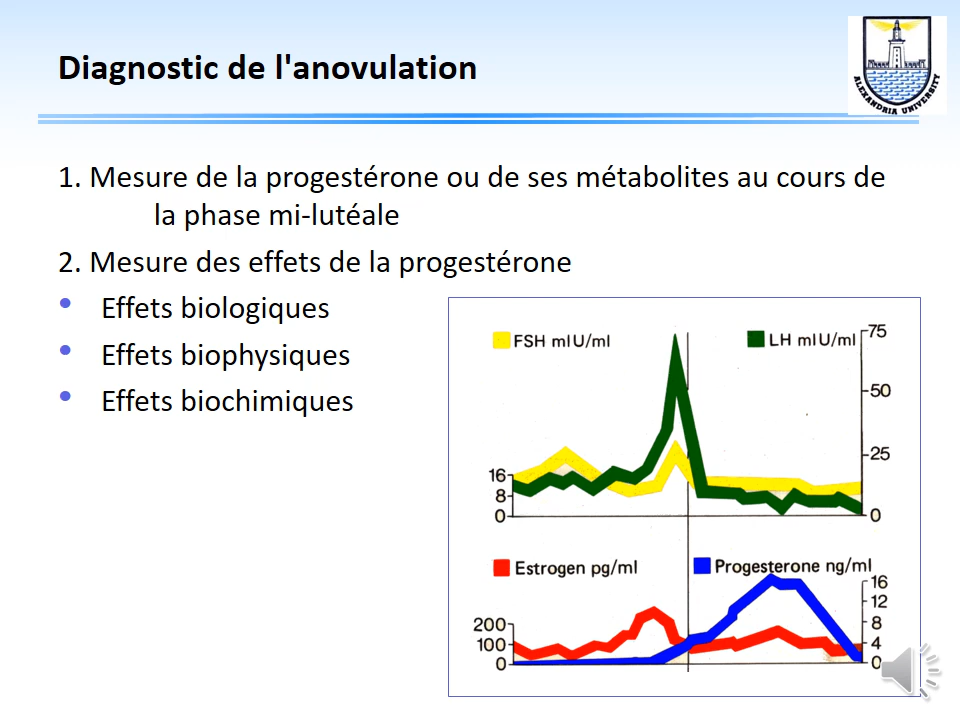 Diagnostic de l'anovulation
ALEXANDRIA UNIVERSITY
1. Mesure de la progestérone ou de ses métabolites au cours de
la phase mi-lutéale
2. Mesure des effets de la progestérone
• Effets biologiques
• Effets biophysiques
• Effets biochimiques
FSH mIU/ml
LH mIU/ml
75
50
25
0
16
8
0
Estrogen pg/ml
Progesterone ng/ml
200
100
0
16
12
8
4
0